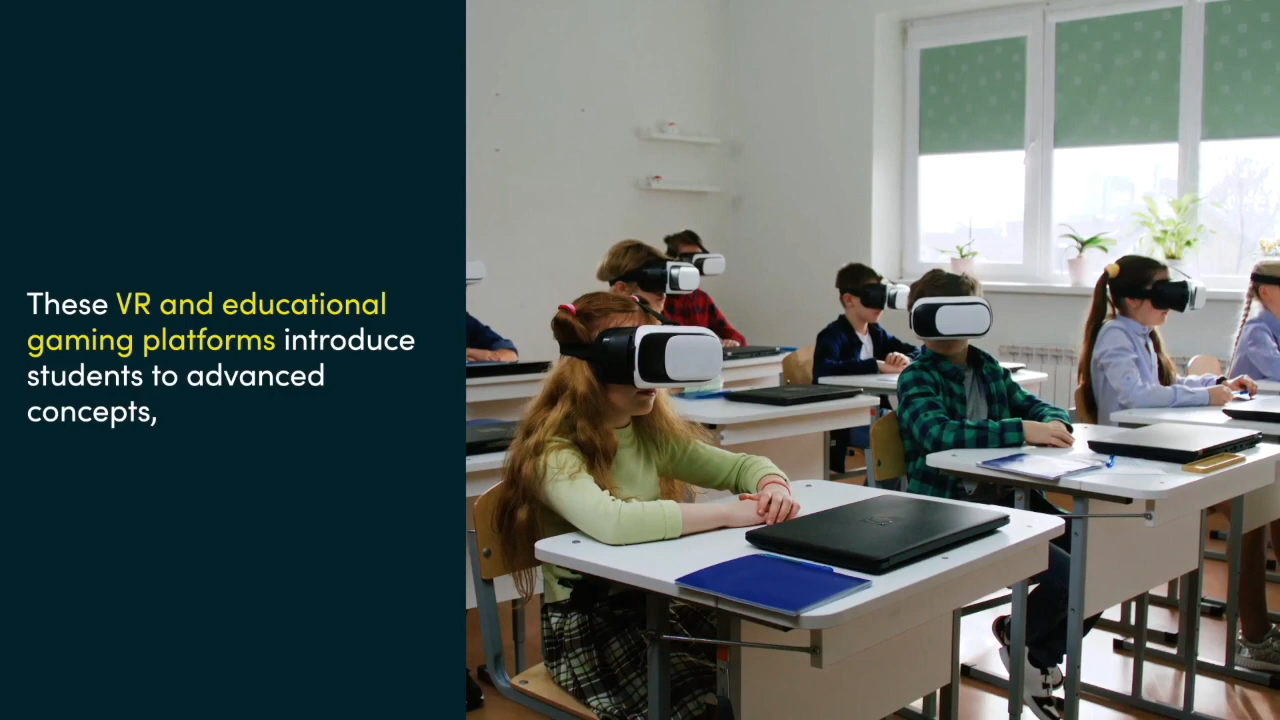 These VR and educational
gaming platforms introduce
students to advanced
concepts,